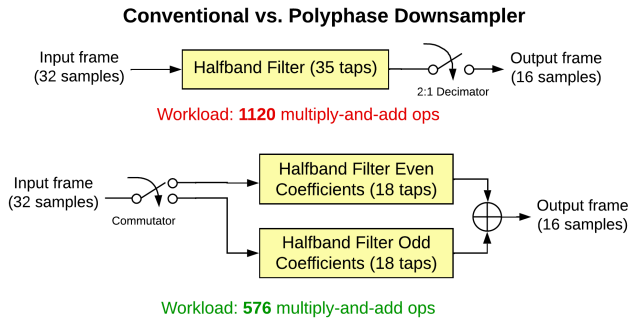 Conventional vs. Polyphase Downsampler
Input frame
(32 samples)
Halfband Filter (35 taps)
2:1 Decimator
Output frame
(16 samples)
Workload: 1120 multiply-and-add ops
Input frame
(32 samples)
Commutator
Halfband Filter Even
Coefficients (18 taps)
Halfband Filter Odd
Coefficients (18 taps)
Output frame
(16 samples)
Workload: 576 multiply-and-add ops